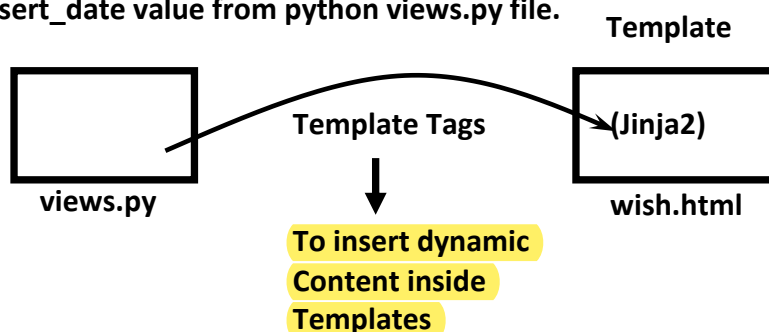 sert_date value from python views.py file.
Template
Template Tags
(Jinja2)
views.py
wish.html
To insert dynamic
Content inside
Templates